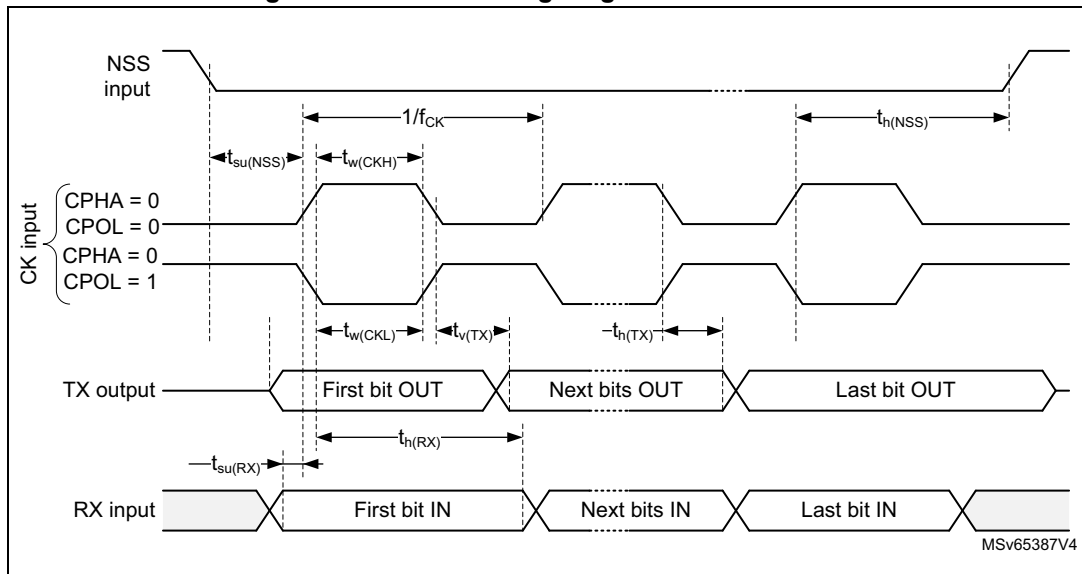 NSS
input
1/fCK
th(NSS)
tsu(NSS)
tw(CKH)
CK input
CPHA = 0
CPOL = 0
CPHA = 0
CPOL = 1
tw(CKL)
tv(TX)
th(TX)
TX output
First bit OUT
Next bits OUT
Last bit OUT
th(RX)
tsu(RX)
RX input
First bit IN
Next bits IN
Last bit IN
MSv65387V4